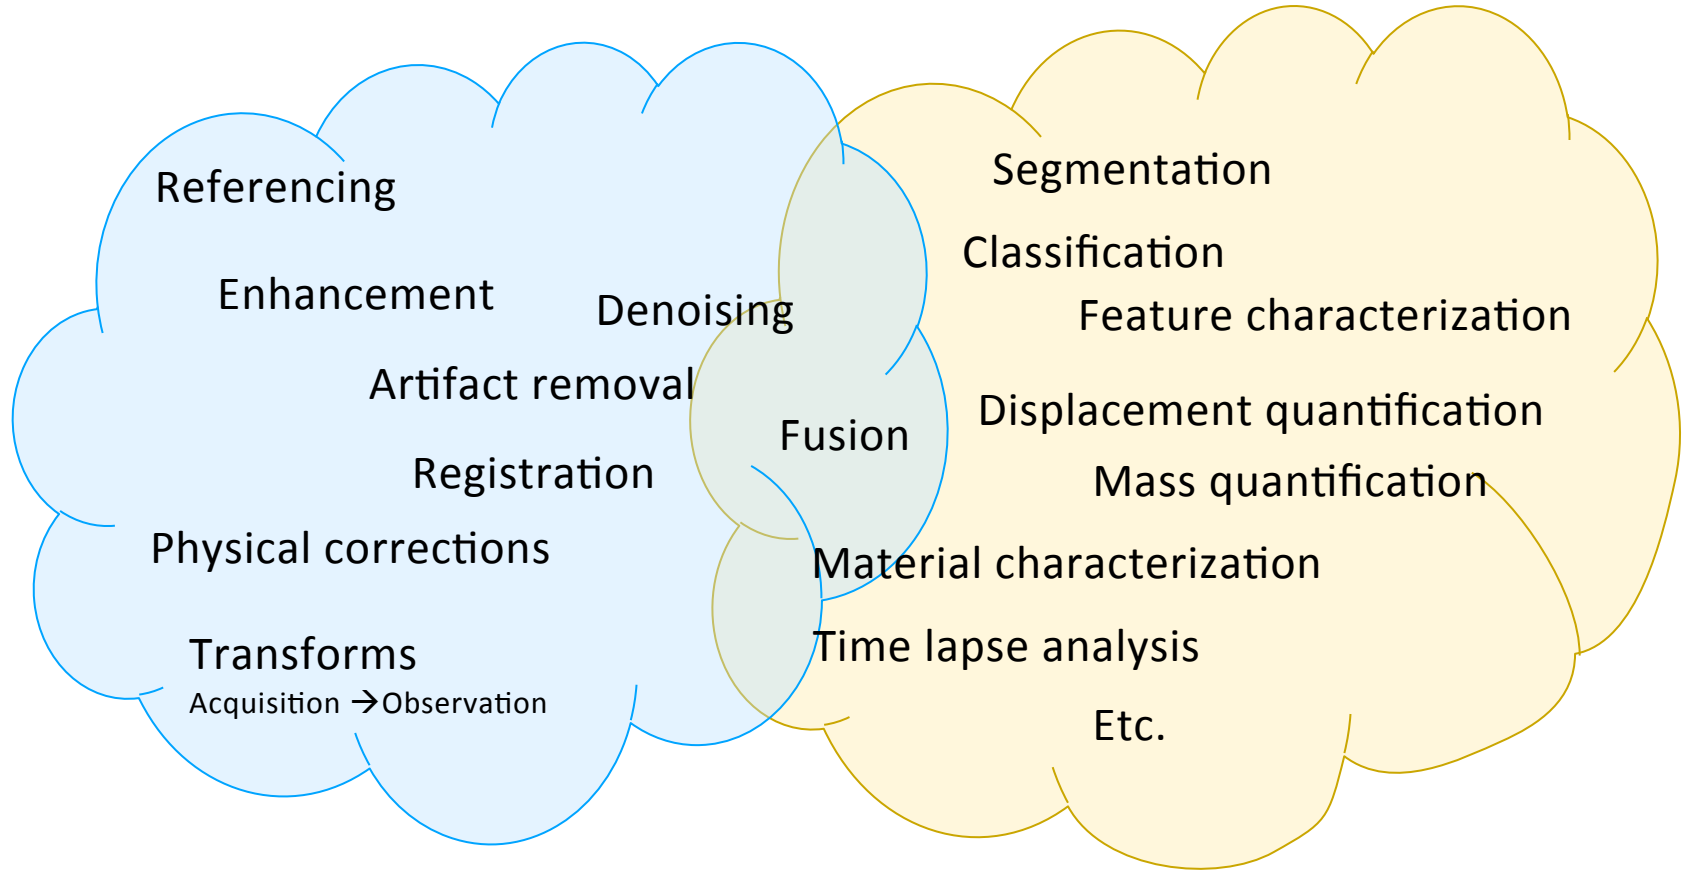 Referencing
Enhancement
Denoising
Artifact removal
Registration
Physical corrections
Transforms
Acquisition →Observation
Fusion
Segmentation
Classification
Feature characterization
Displacement quantification
Mass quantification
Material characterization
Time lapse analysis
Etc.